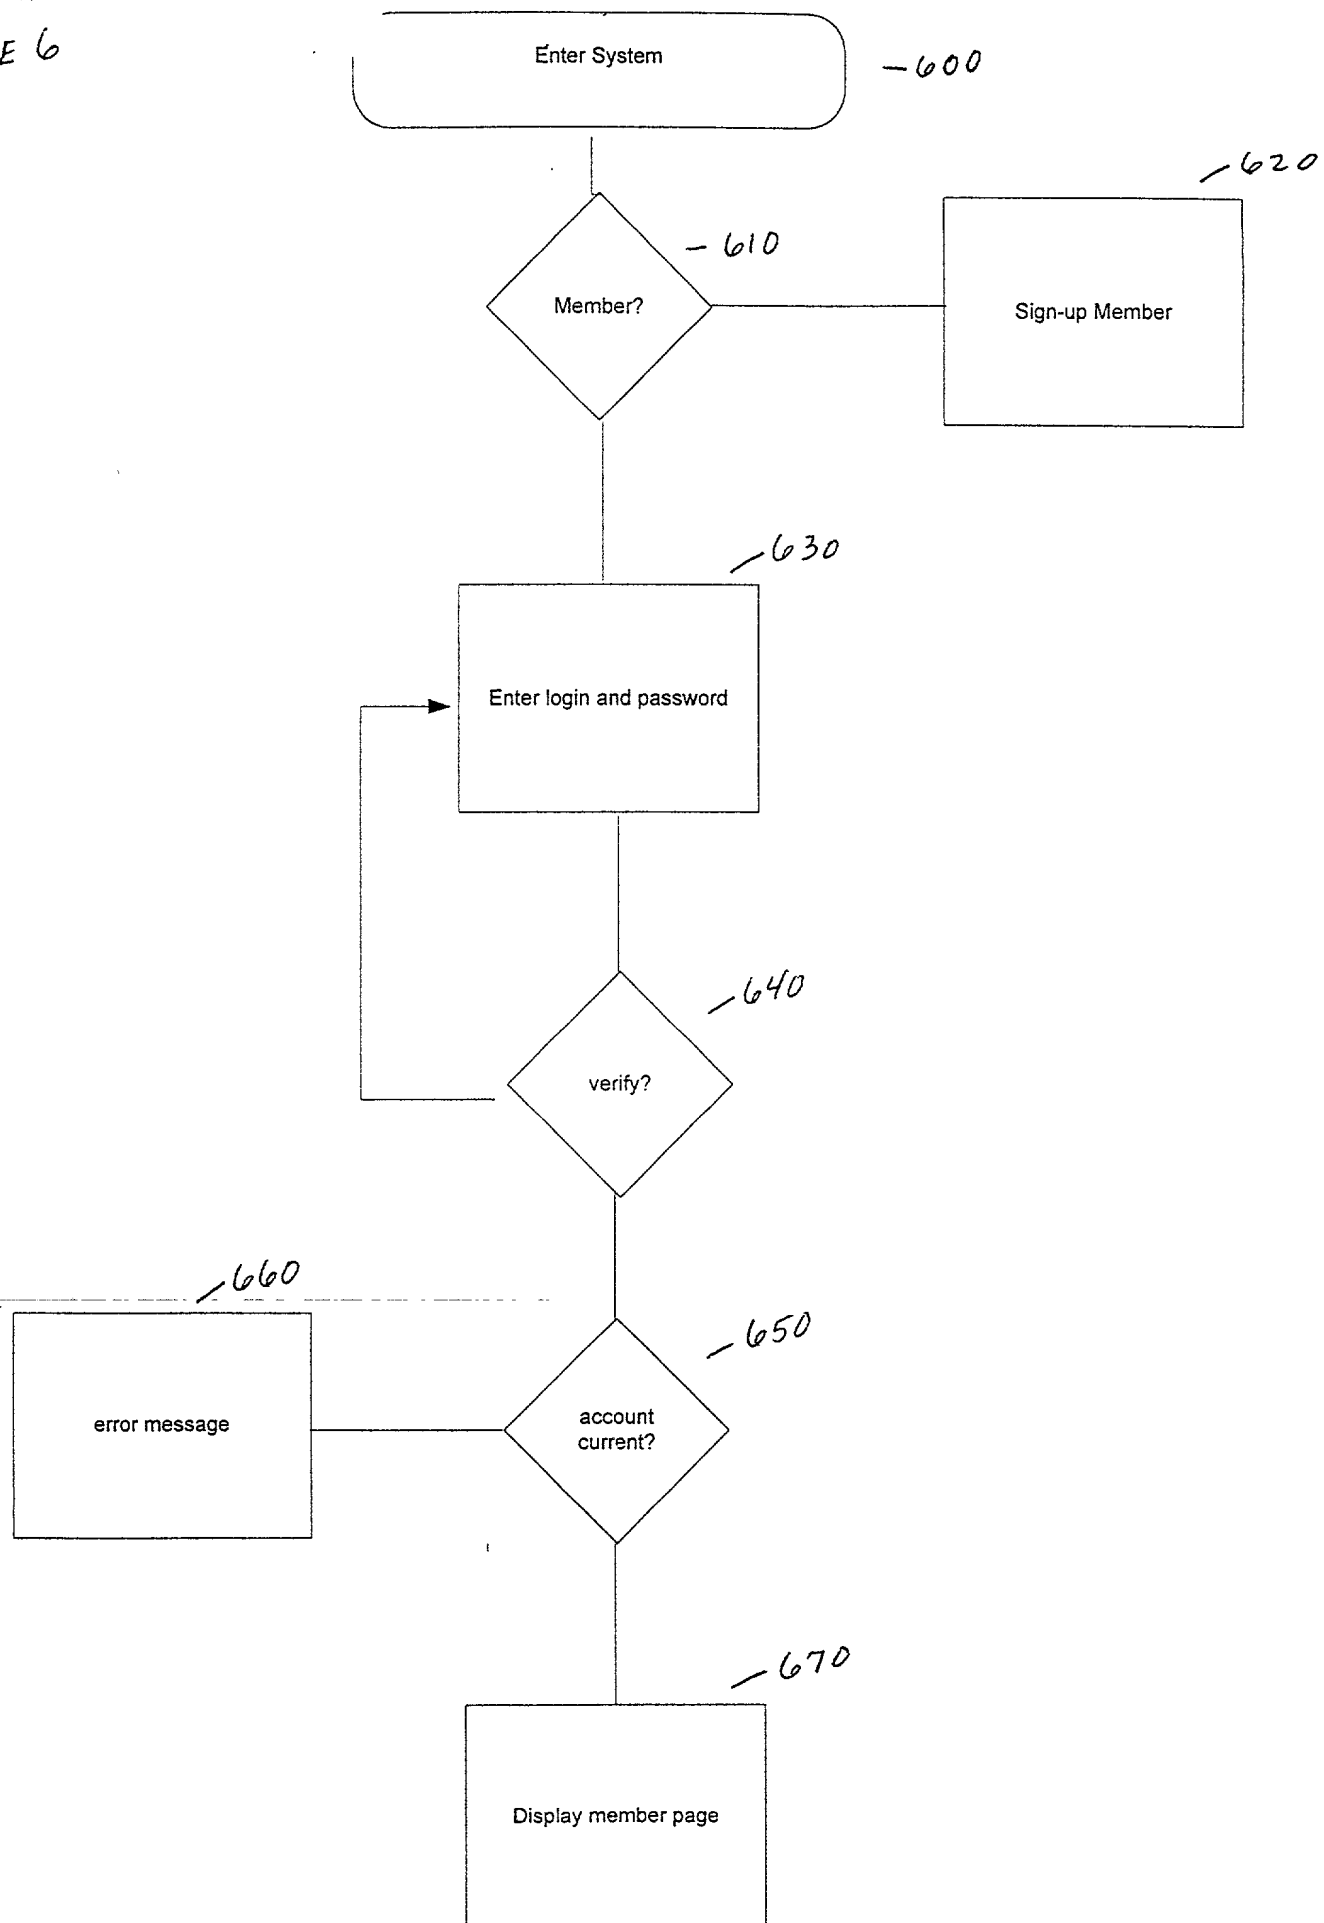 E 6
Enter System
600
620
610
Member?
Sign-up Member
630
Enter login and password
640
verify?
660
650
error message
account
current?
670
Display member page